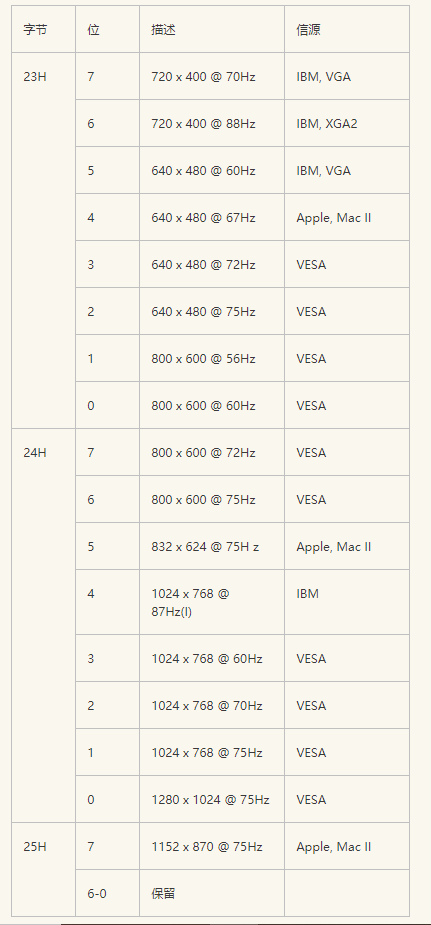 字节 位 描述 信源
23H 7 720 x 400 @ 70Hz IBM, VGA
6 720 x 400 @ 88Hz IBM, XGA2
5 640 x 480 @ 60Hz IBM, VGA
4 640 x 480 @ 67Hz Apple, Mac II
3 640 x 480 @ 72Hz VESA
2 640 x 480 @ 75Hz VESA
1 800 x 600 @ 56Hz VESA
0 800 x 600 @ 60Hz VESA
24H 7 800 x 600 @ 72Hz VESA
6 800 x 600 @ 75Hz VESA
5 832 x 624 @ 75H z Apple, Mac II
4 1024 x 768 @ IBM
87Hz(I)
3 1024 x 768 @ 60Hz VESA
2 1024 x 768 @ 70Hz VESA
1 1024 x 768 @ 75Hz VESA
0 1280 x 1024 @ 75Hz VESA
25H 7 1152 x 870 @ 75Hz Apple, Mac II
6-0 保留